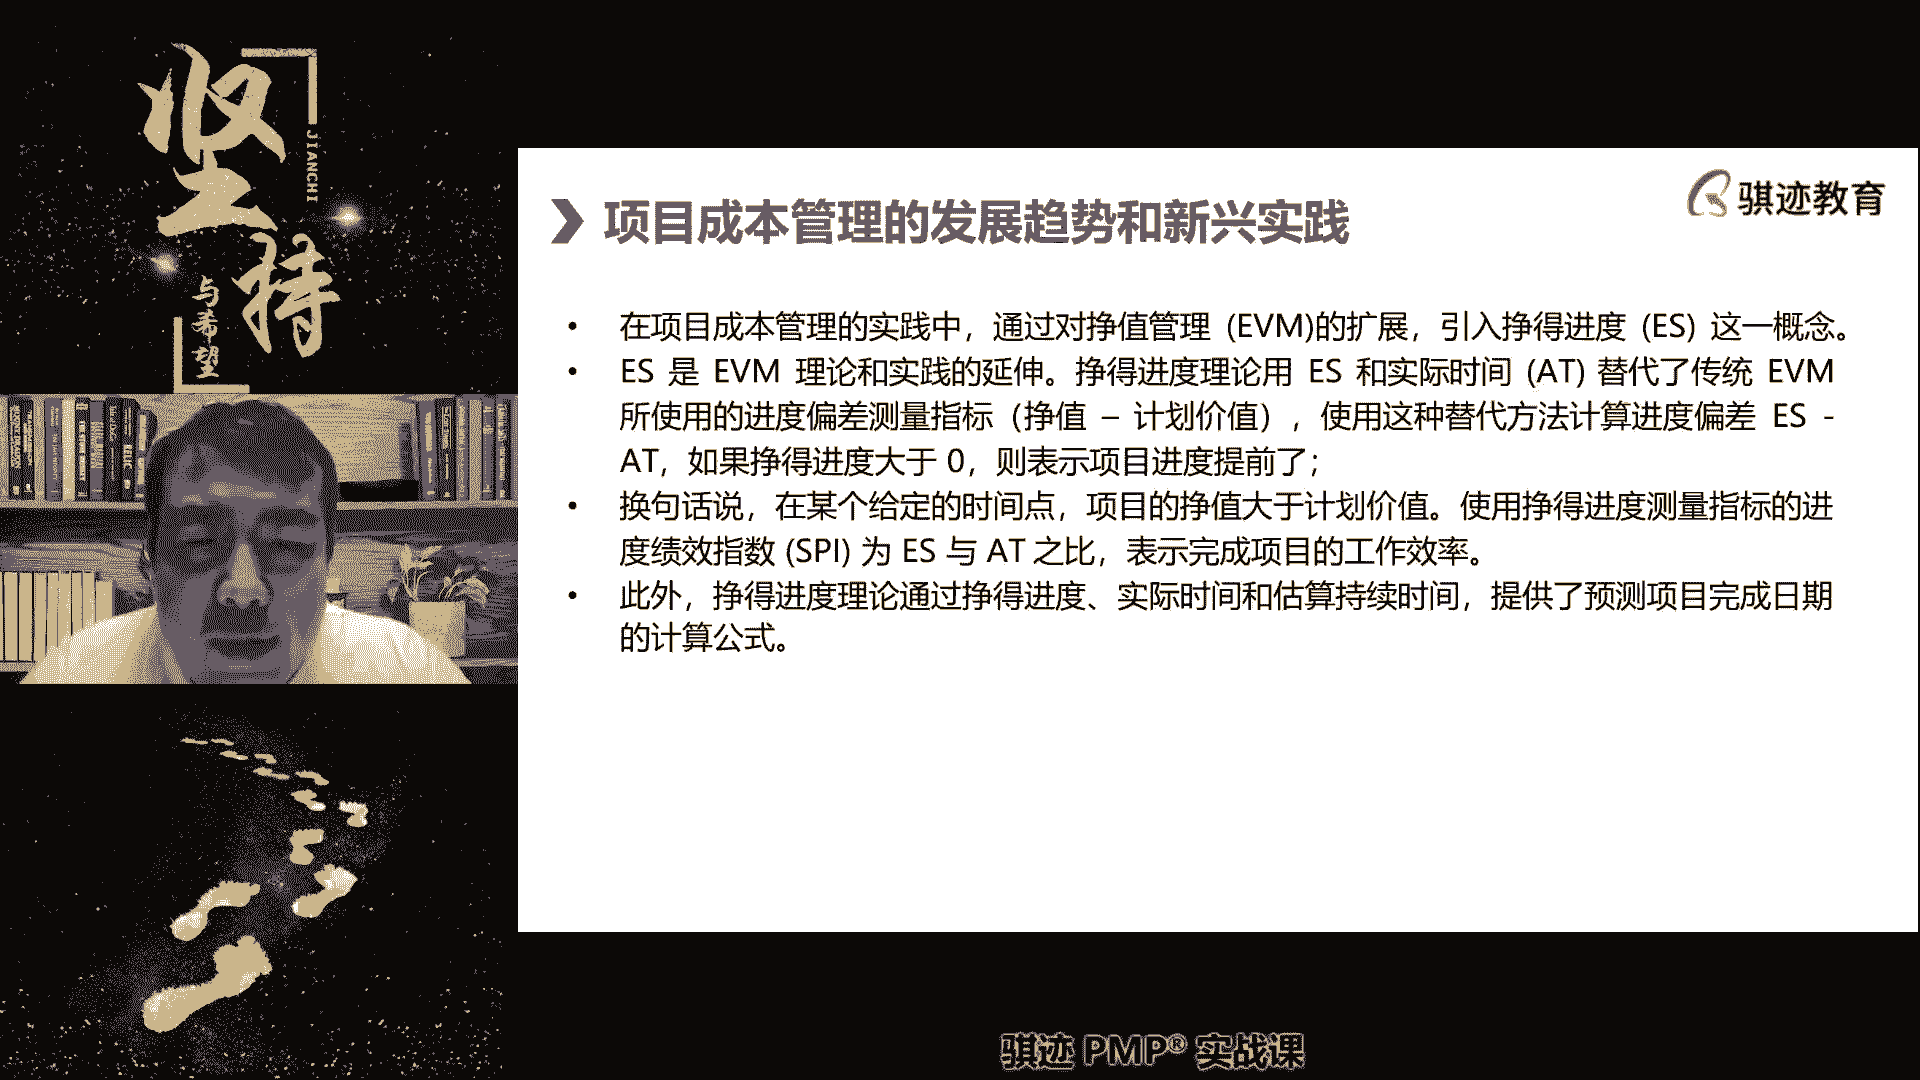 坚持
JIANCHI
与希望
骐迹教育
项目成本管理的发展趋势和新兴实践
• 在项目成本管理的实践中，通过对挣值管理 (EVM)的扩展，引入挣得进度 (ES) 这一概念。
• ES 是 EVM 理论和实践的延伸。挣得进度理论用 ES 和实际时间 (AT) 替代了传统 EVM
所使用的进度偏差测量指标（挣值 – 计划价值），使用这种替代方法计算进度偏差 ES -
AT，如果挣得进度大于 0，则表示项目进度提前了；
• 换句话说，在某个给定的时间点，项目的挣值大于计划价值。使用挣得进度测量指标的进
度绩效指数 (SPI) 为 ES 与 AT 之比，表示完成项目的工作效率。
• 此外，挣得进度理论通过挣得进度、实际时间和估算持续时间，提供了预测项目完成日期
的计算公式。
骐迹 PMP® 实战课